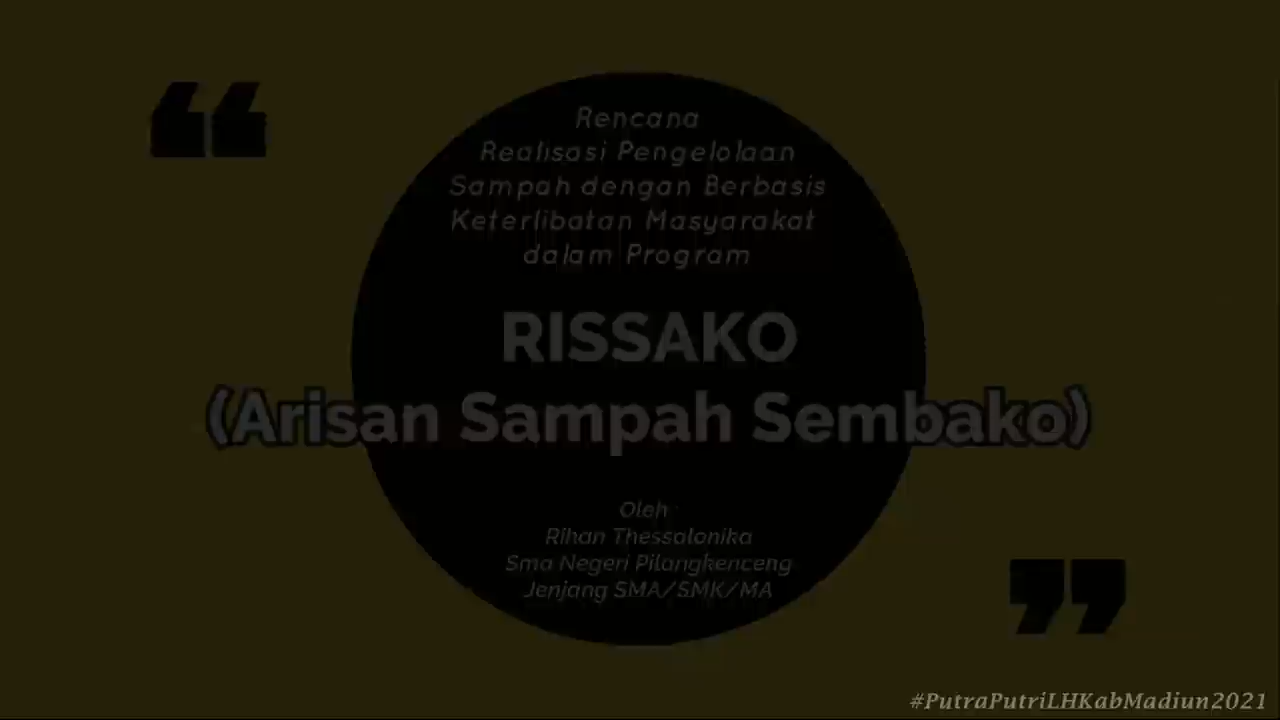 Rencana
Realisasi Pengelolaan
Sampah dengan Berbasis
Keterlibatan Masyarakat
dalam Program
RISSAKO
(Arisan Sampah Sembako)
Oleh :
Rihan Thessalonika
Sma Negeri Pilangkenceng
Jenjang SMA/SMK/MA
#PutraPutriLHKabMadiun2021